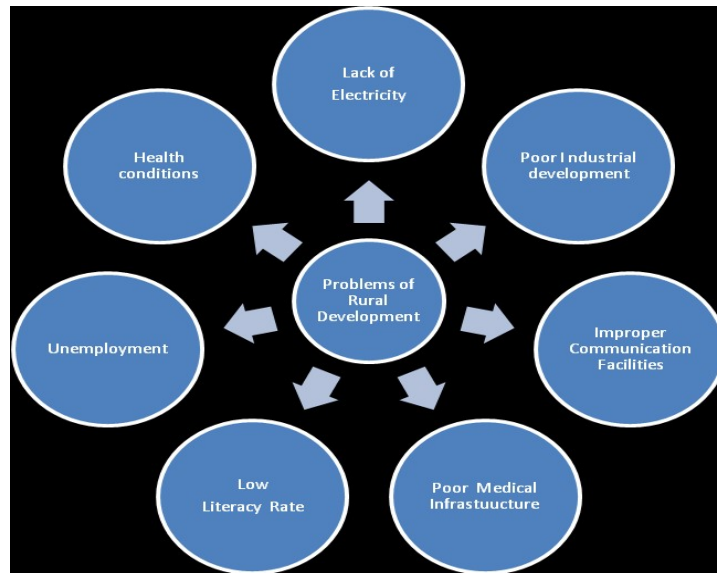 Lack of
Electricity
Poor Industrial
development
Improper
Communication
Facilities
Poor Medical
Infrastuucture
Low
Literacy Rate
Unemployment
Health
conditions
Problems of
Rural
Development